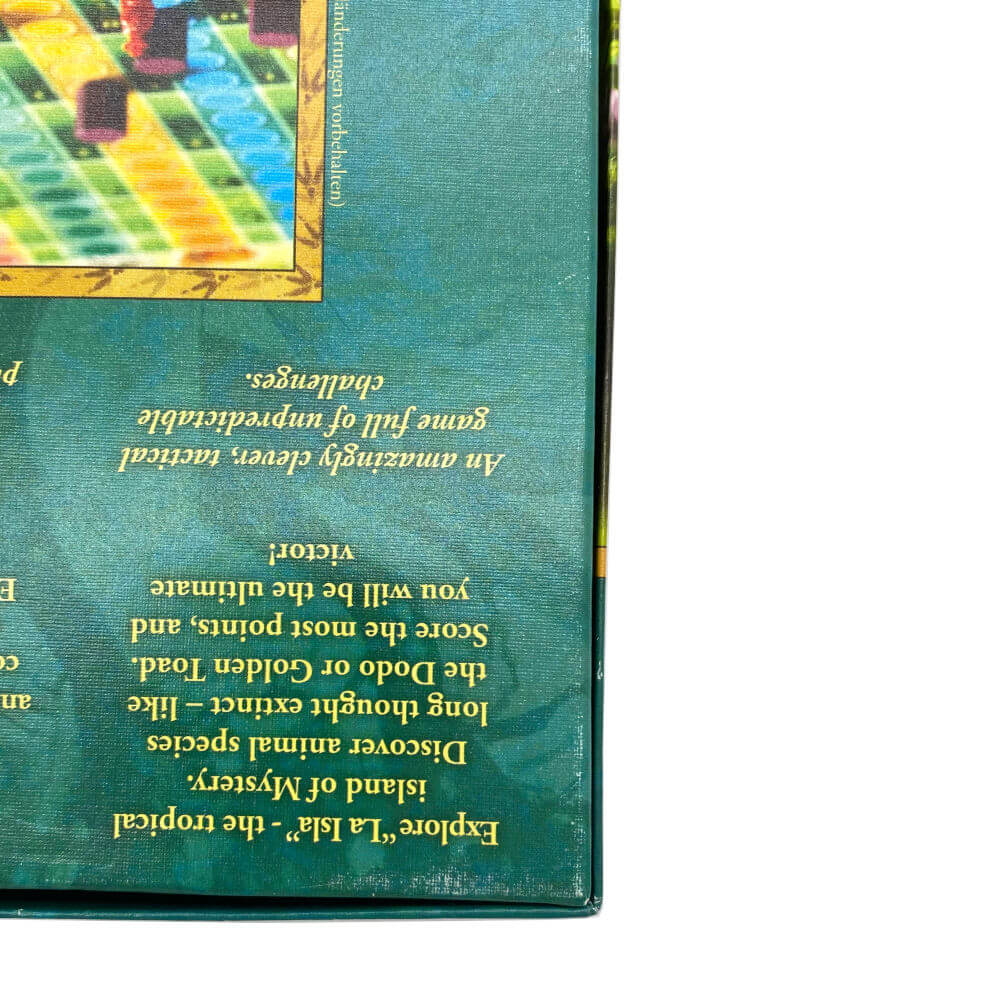 Explore “La Isla” - the tropical
island of Mystery.
Discover animal species
long thought extinct – like
the Dodo or Golden Toad.
Score the most points, and
you will be the ultimate
victor!
An amazingly clever, tactical
game full of unpredictable
challenges.
änderungen vorbehalten)
an
co
E